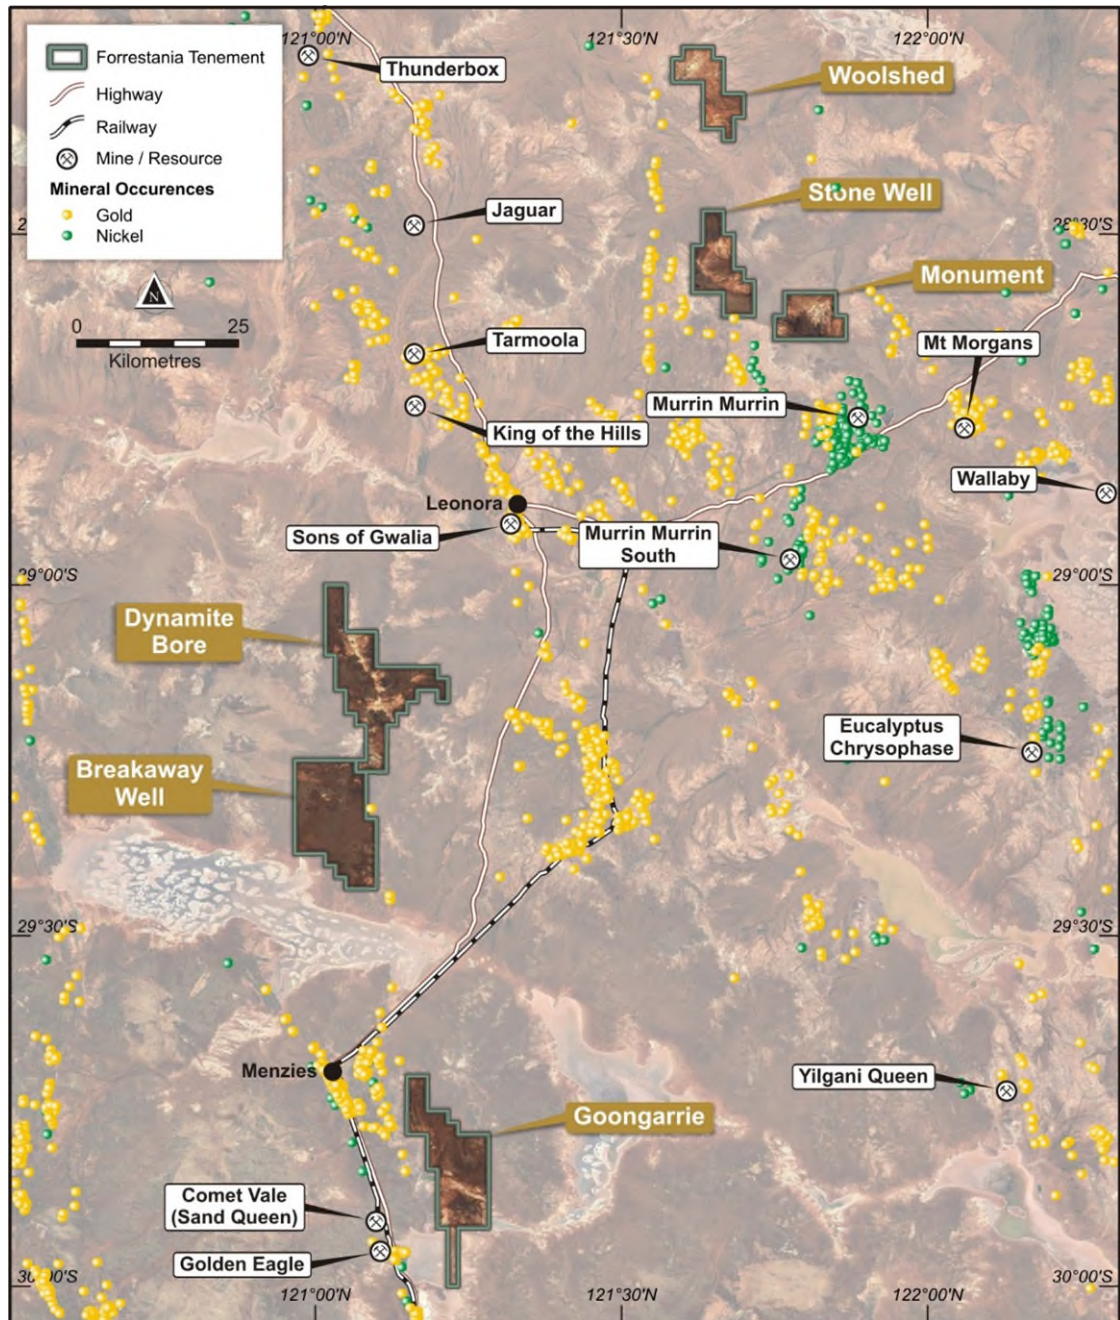 121°00'N
121°30'N
122°00'N
Forrestania Tenement
Highway
Railway
Mine / Resource
Mineral Occurences
Gold
Nickel
N
0 25
Kilometres
Thunderbox
Woolshed
Jaguar
Stone Well
28°30'S
Monument
Tarmoola
Mt Morgans
Murrin Murrin
King of the Hills
Wallaby
Leonora
Sons of Gwalia
Murrin Murrin
South
29°00'S
29°00'S
Dynamite
Bore
Eucalyptus
Chrysophase
Breakaway
Well
29°30'S
29°30'S
Menzies
Yilgani Queen
Goongarrie
Comet Vale
(Sand Queen)
Golden Eagle
30°00'S
30°00'S
121°00'N
121°30'N
122°00'N